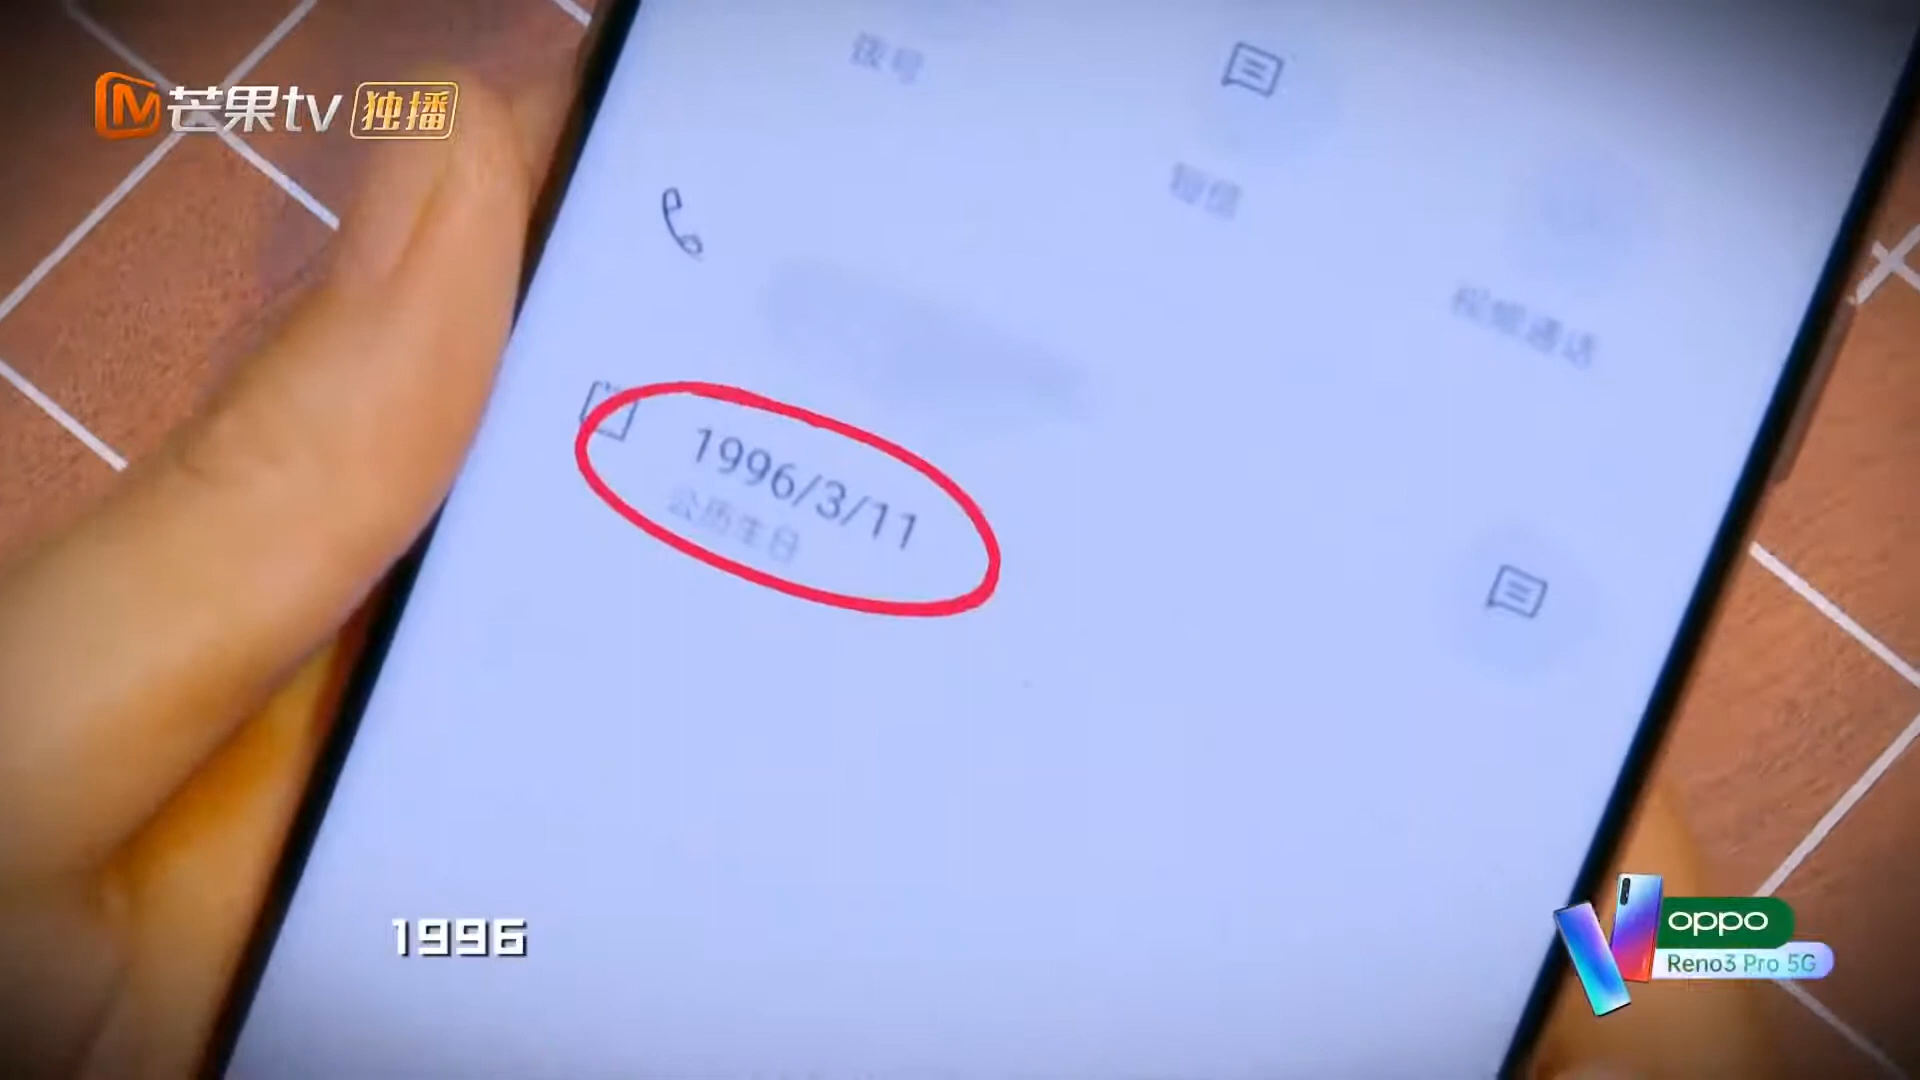 芒果tv 独播
拨号
短信
视频通话
1996/3/11
公历生日
1996
oppo
Reno3 Pro 5G